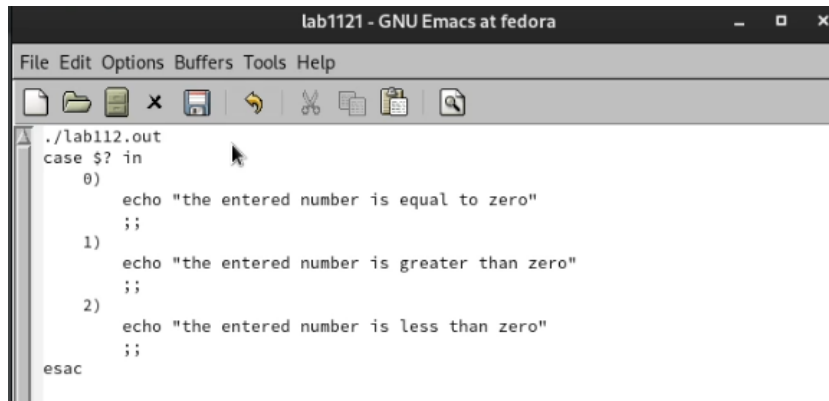 lab1121 - GNU Emacs at fedora
File Edit Options Buffers Tools Help
./lab112.out
case $? in
    0)
        echo "the entered number is equal to zero"
        ;;
    1)
        echo "the entered number is greater than zero"
        ;;
    2)
        echo "the entered number is less than zero"
        ;;
esac